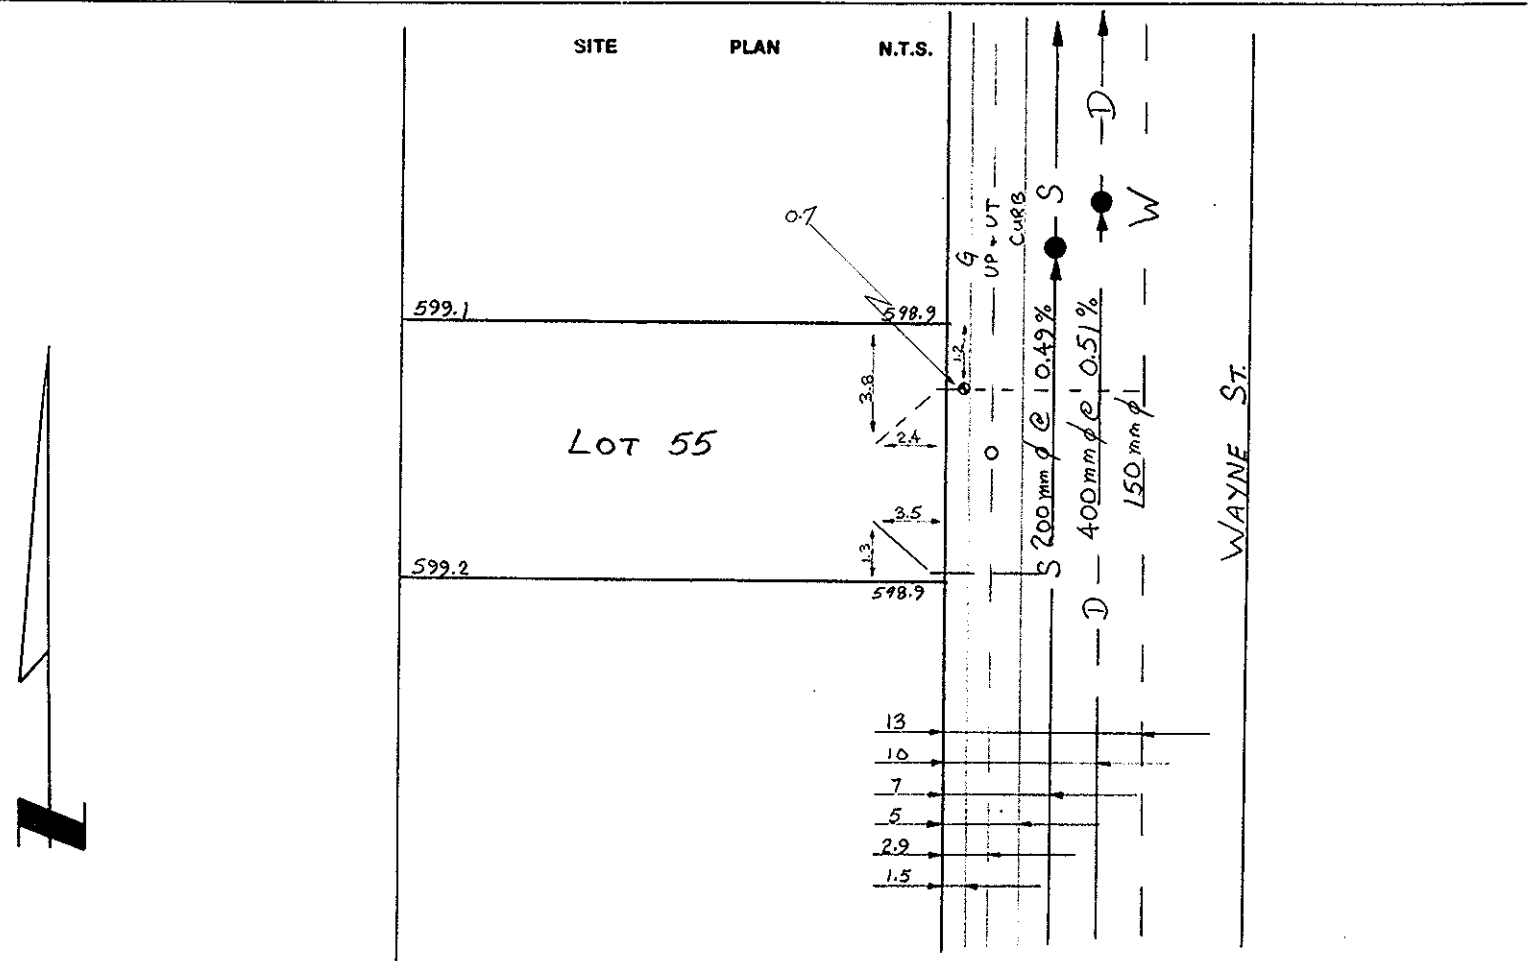 SITE PLAN N.T.S.
D
S
W
0.7
UP & UT
CURB
G
599.1
598.9
1.2
3.8
2.4
LOT 55
S 200mm ø @ 0.49%
D 400mm ø @ 0.51%
150mm ø
WAYNE ST.
3.5
1.3
599.2
598.9
13
10
7
5
2.9
1.5